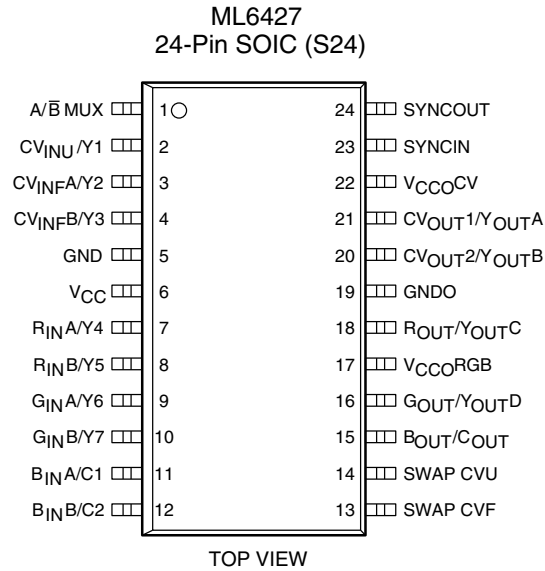 ML6427
24-Pin SOIC (S24)
A/B̅ MUX 1 24 SYNCOUT
CVINU/Y1 2 23 SYNCIN
CVINFA/Y2 3 22 VCCOCV
CVINFB/Y3 4 21 CVOUT1/YOUTA
GND 5 20 CVOUT2/YOUTB
VCC 6 19 GNDO
RINA/Y4 7 18 ROUT/YOUTC
RINB/Y5 8 17 VCCORGB
GINA/Y6 9 16 GOUT/YOUTD
GINB/Y7 10 15 BOUT/COUT
BINA/C1 11 14 SWAP CVU
BINB/C2 12 13 SWAP CVF
TOP VIEW